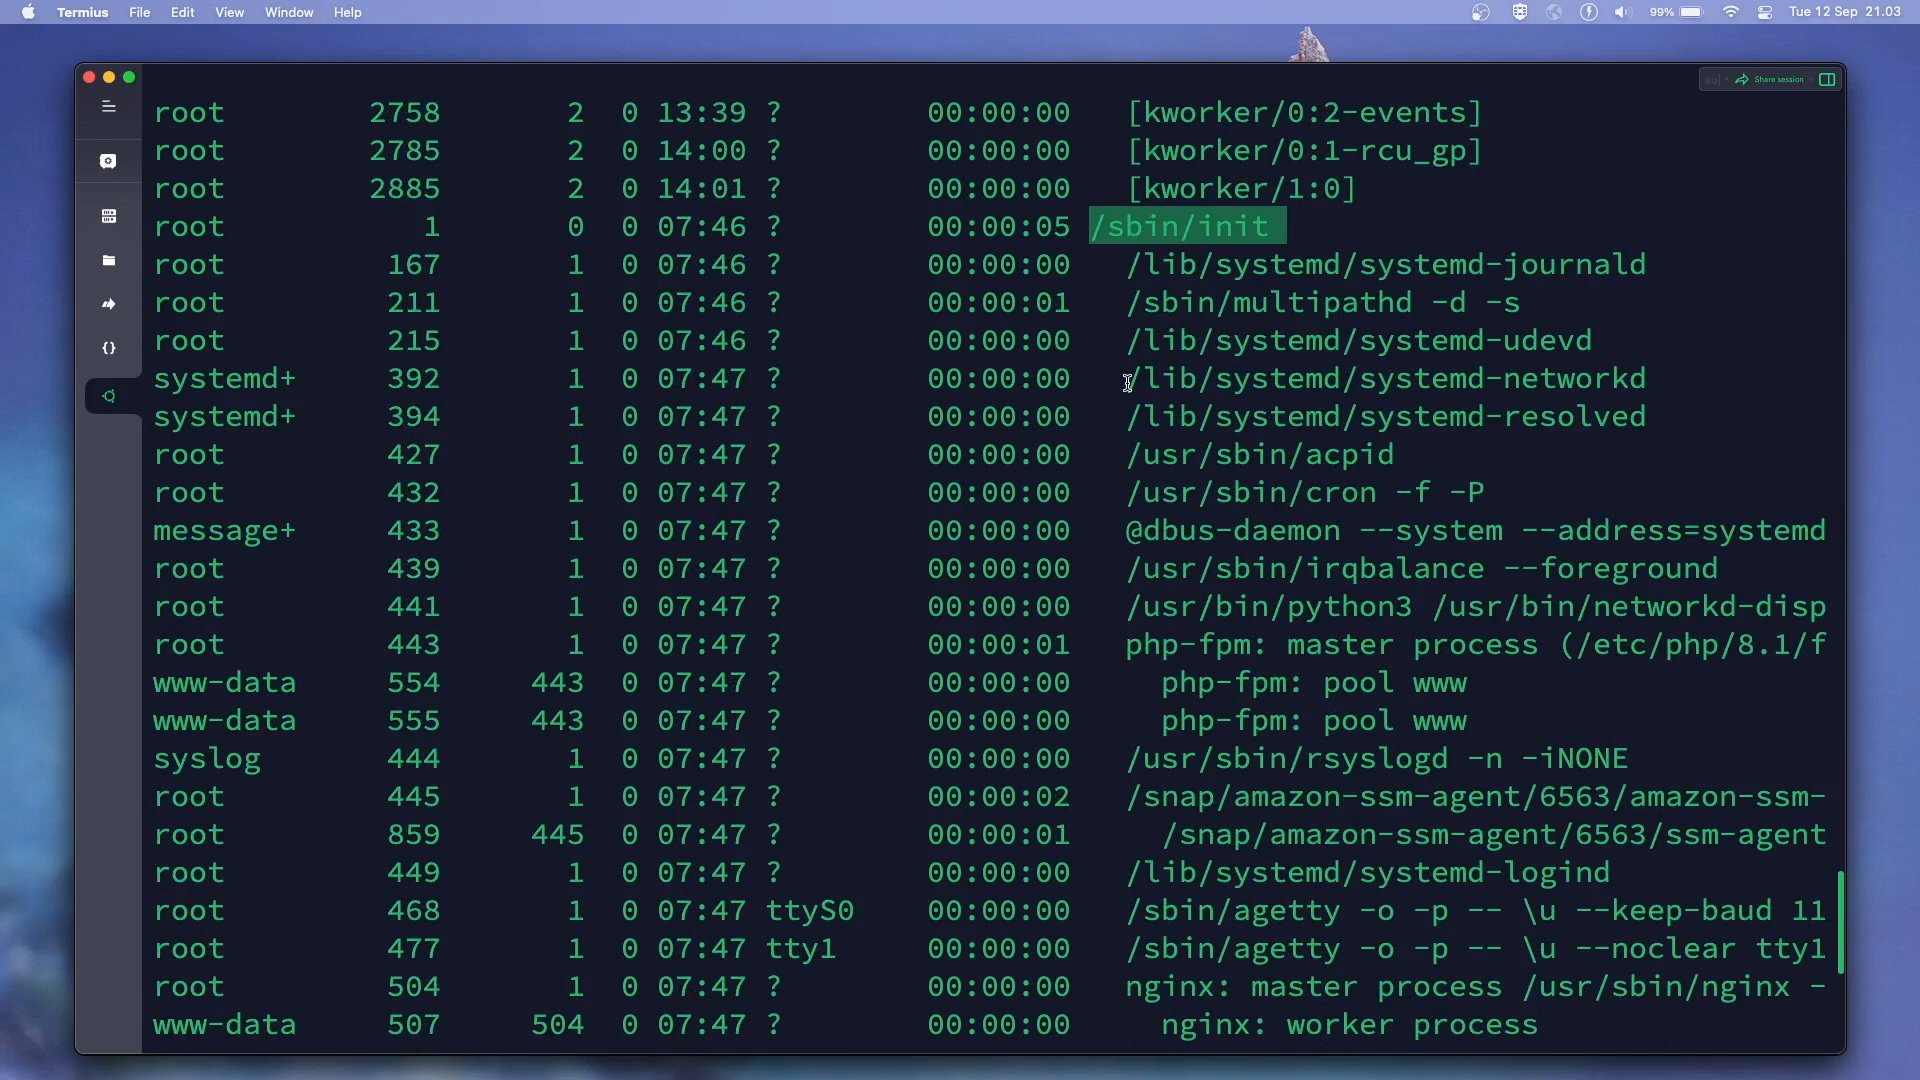 Termius File Edit View Window Help 99% Tue 12 Sep 21.03
Share session
root 2758 2 0 13:39 ? 00:00:00 [kworker/0:2-events]
root 2785 2 0 14:00 ? 00:00:00 [kworker/0:1-rcu_gp]
root 2885 2 0 14:01 ? 00:00:00 [kworker/1:0]
root 1 0 07:46 ? 00:00:05 /sbin/init
root 167 1 0 07:46 ? 00:00:00 /lib/systemd/systemd-journald
root 211 1 0 07:46 ? 00:00:01 /sbin/multipathd -d -s
root 215 1 0 07:46 ? 00:00:00 /lib/systemd/systemd-udevd
systemd+ 392 1 0 07:47 ? 00:00:00 /lib/systemd/systemd-networkd
systemd+ 394 1 0 07:47 ? 00:00:00 /lib/systemd/systemd-resolved
root 427 1 0 07:47 ? 00:00:00 /usr/sbin/acpid
root 432 1 0 07:47 ? 00:00:00 /usr/sbin/cron -f -P
message+ 433 1 0 07:47 ? 00:00:00 @dbus-daemon --system --address=systemd
root 439 1 0 07:47 ? 00:00:00 /usr/sbin/irqbalance --foreground
root 441 1 0 07:47 ? 00:00:00 /usr/bin/python3 /usr/bin/networkd-disp
root 443 1 0 07:47 ? 00:00:01 php-fpm: master process (/etc/php/8.1/f
www-data 554 443 0 07:47 ? 00:00:00 php-fpm: pool www
www-data 555 443 0 07:47 ? 00:00:00 php-fpm: pool www
syslog 444 1 0 07:47 ? 00:00:00 /usr/sbin/rsyslogd -n -iNONE
root 445 1 0 07:47 ? 00:00:02 /snap/amazon-ssm-agent/6563/amazon-ssm-
root 859 445 0 07:47 ? 00:00:01 /snap/amazon-ssm-agent/6563/ssm-agent
root 449 1 0 07:47 ? 00:00:00 /lib/systemd/systemd-logind
root 468 1 0 07:47 ttyS0 00:00:00 /sbin/agetty -o -p -- \u --keep-baud 11
root 477 1 0 07:47 tty1 00:00:00 /sbin/agetty -o -p -- \u --noclear tty1
root 504 1 0 07:47 ? 00:00:00 nginx: master process /usr/sbin/nginx -
www-data 507 504 0 07:47 ? 00:00:00 nginx: worker process